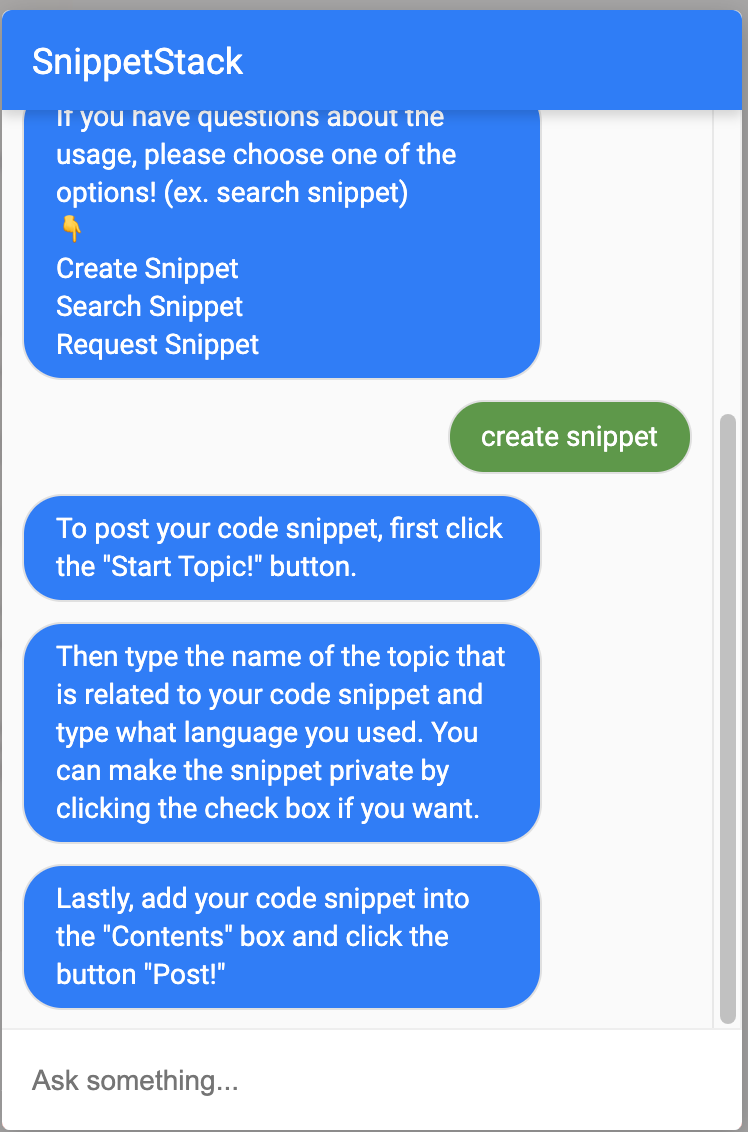 SnippetStack
If you have questions about the
usage, please choose one of the
options! (ex. search snippet)
👇
Create Snippet
Search Snippet
Request Snippet
create snippet
To post your code snippet, first click
the "Start Topic!" button.
Then type the name of the topic that
is related to your code snippet and
type what language you used. You
can make the snippet private by
clicking the check box if you want.
Lastly, add your code snippet into
the "Contents" box and click the
button "Post!"
Ask something...